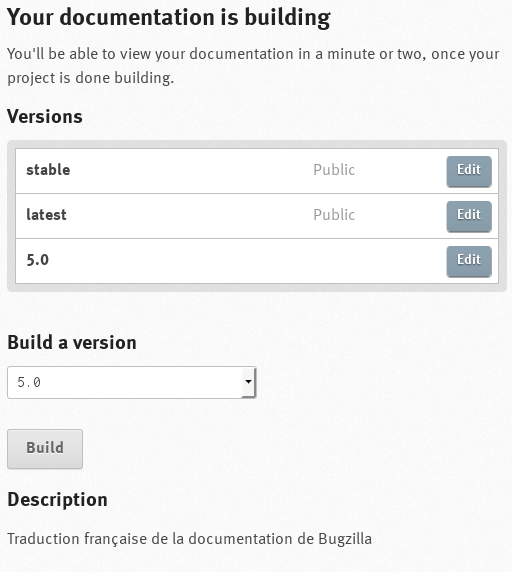 Your documentation is building
You'll be able to view your documentation in a minute or two, once your
project is done building.
Versions
stable Public Edit
latest Public Edit
5.0 Edit
Build a version
5.0
Build
Description
Traduction française de la documentation de Bugzilla